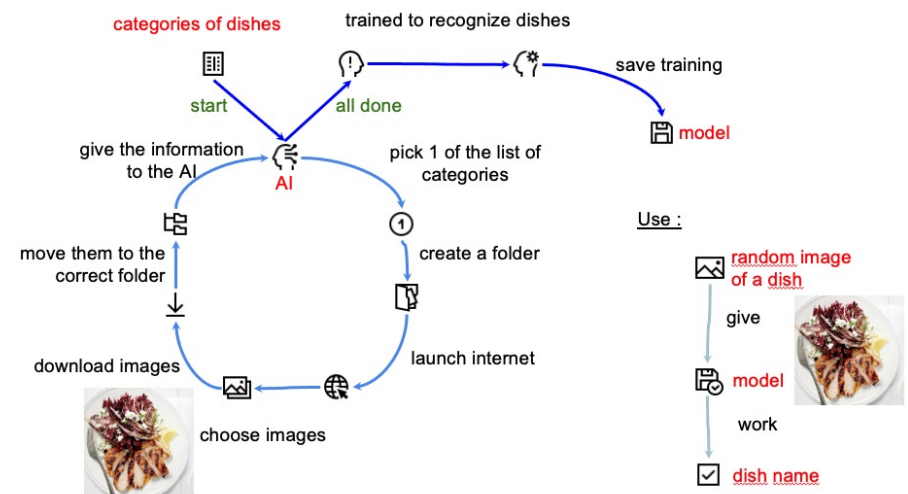 categories of dishes
trained to recognize dishes
start
all done
save training
model
give the information
to the AI
AI
pick 1 of the list of
categories
1
move them to the
correct folder
create a folder
download images
launch internet
choose images
Use :
random image
of a dish
give
model
work
dish name